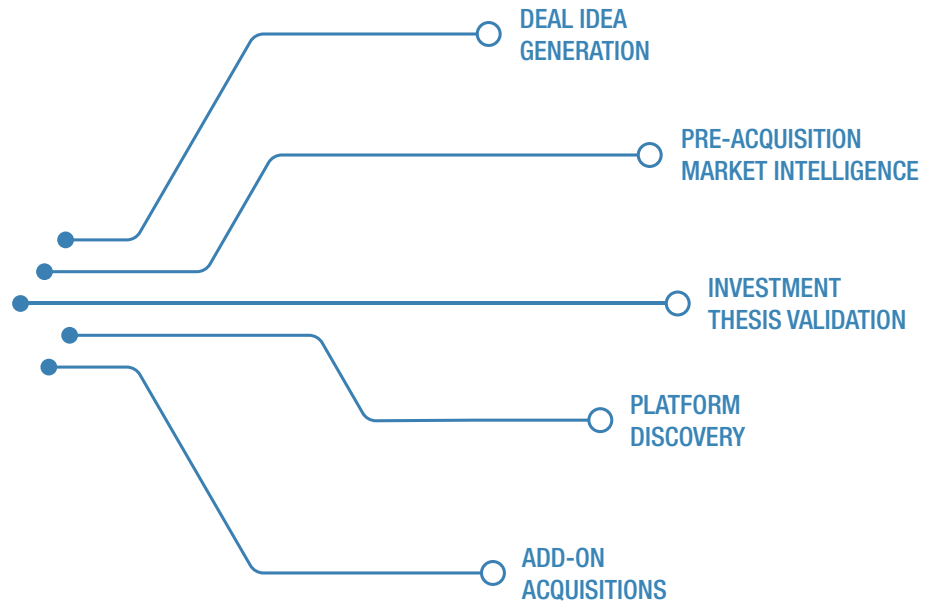 DEAL IDEA
GENERATION
PRE-ACQUISITION
MARKET INTELLIGENCE
INVESTMENT
THESIS VALIDATION
PLATFORM
DISCOVERY
ADD-ON
ACQUISITIONS